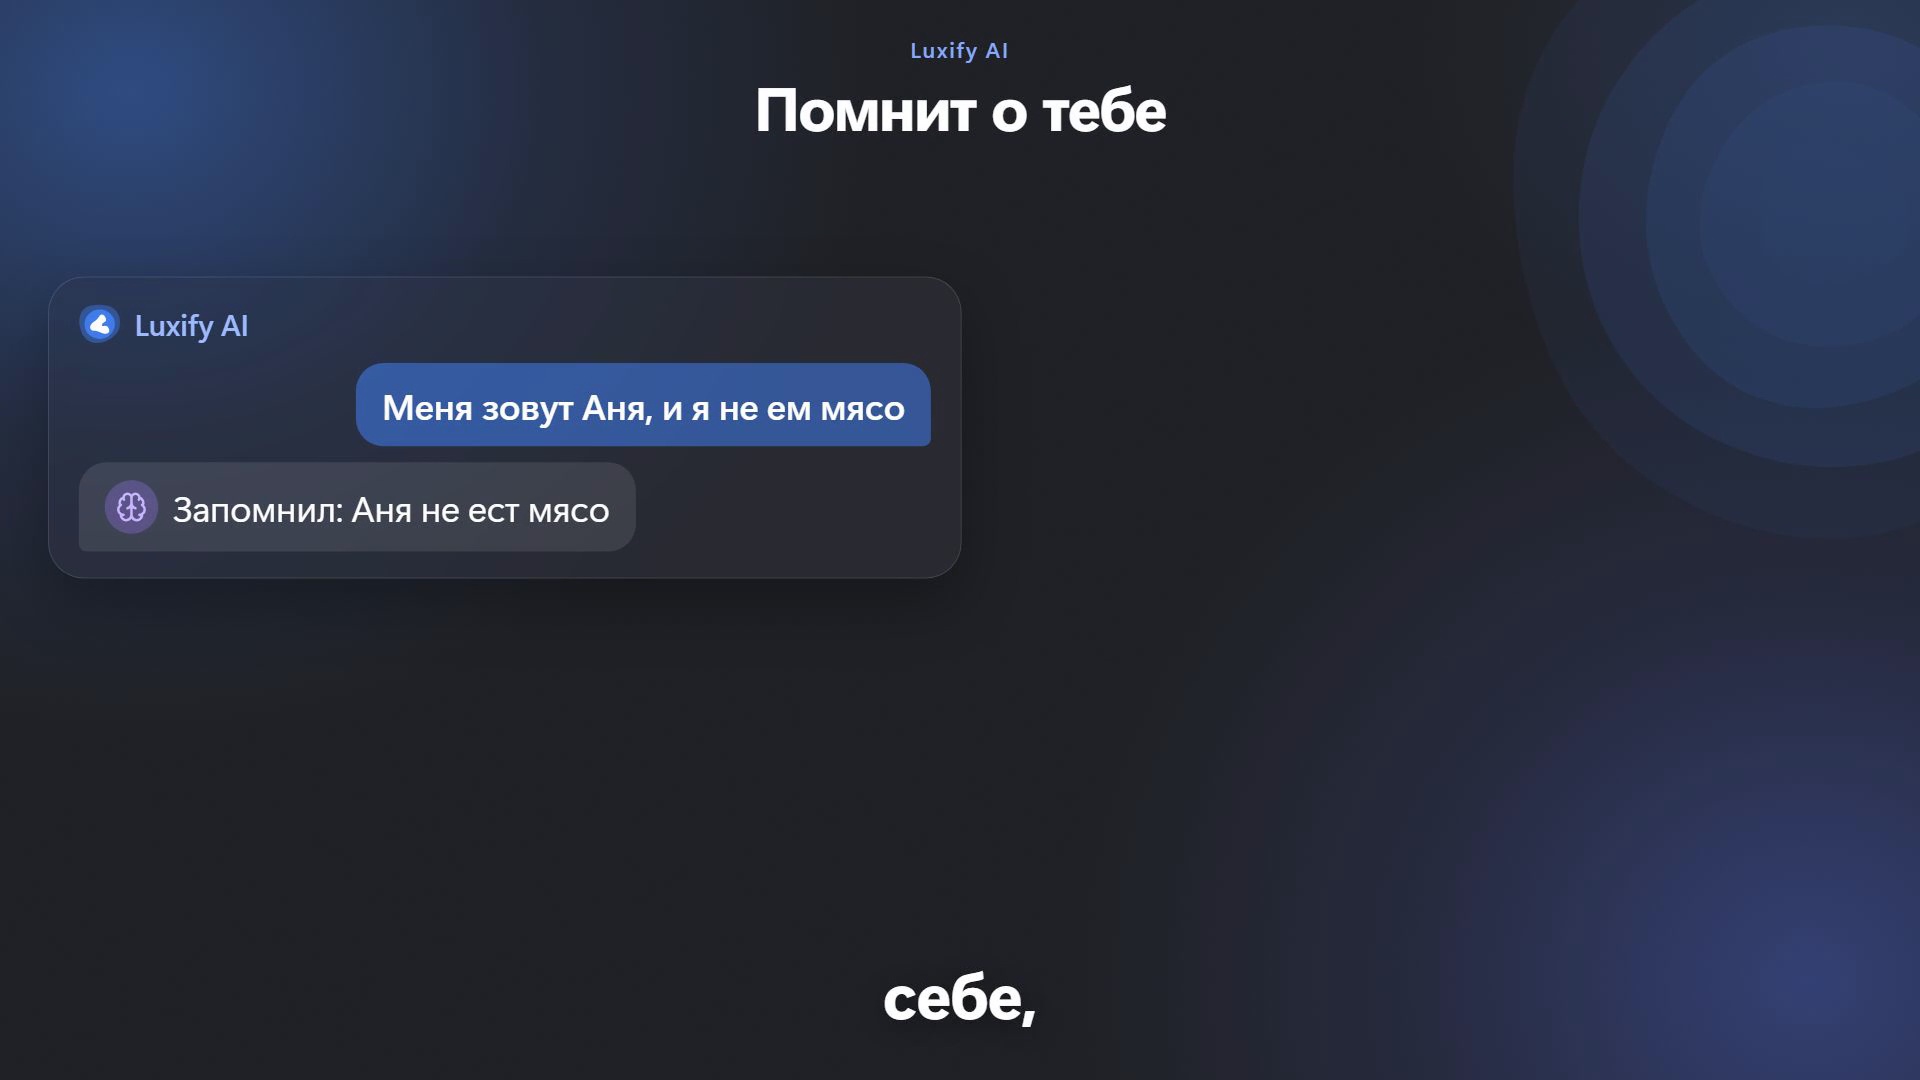 Luxify AI
Помнит о тебе
Luxify AI
Меня зовут Аня, и я не ем мясо
Запомнил: Аня не ест мясо
себе,